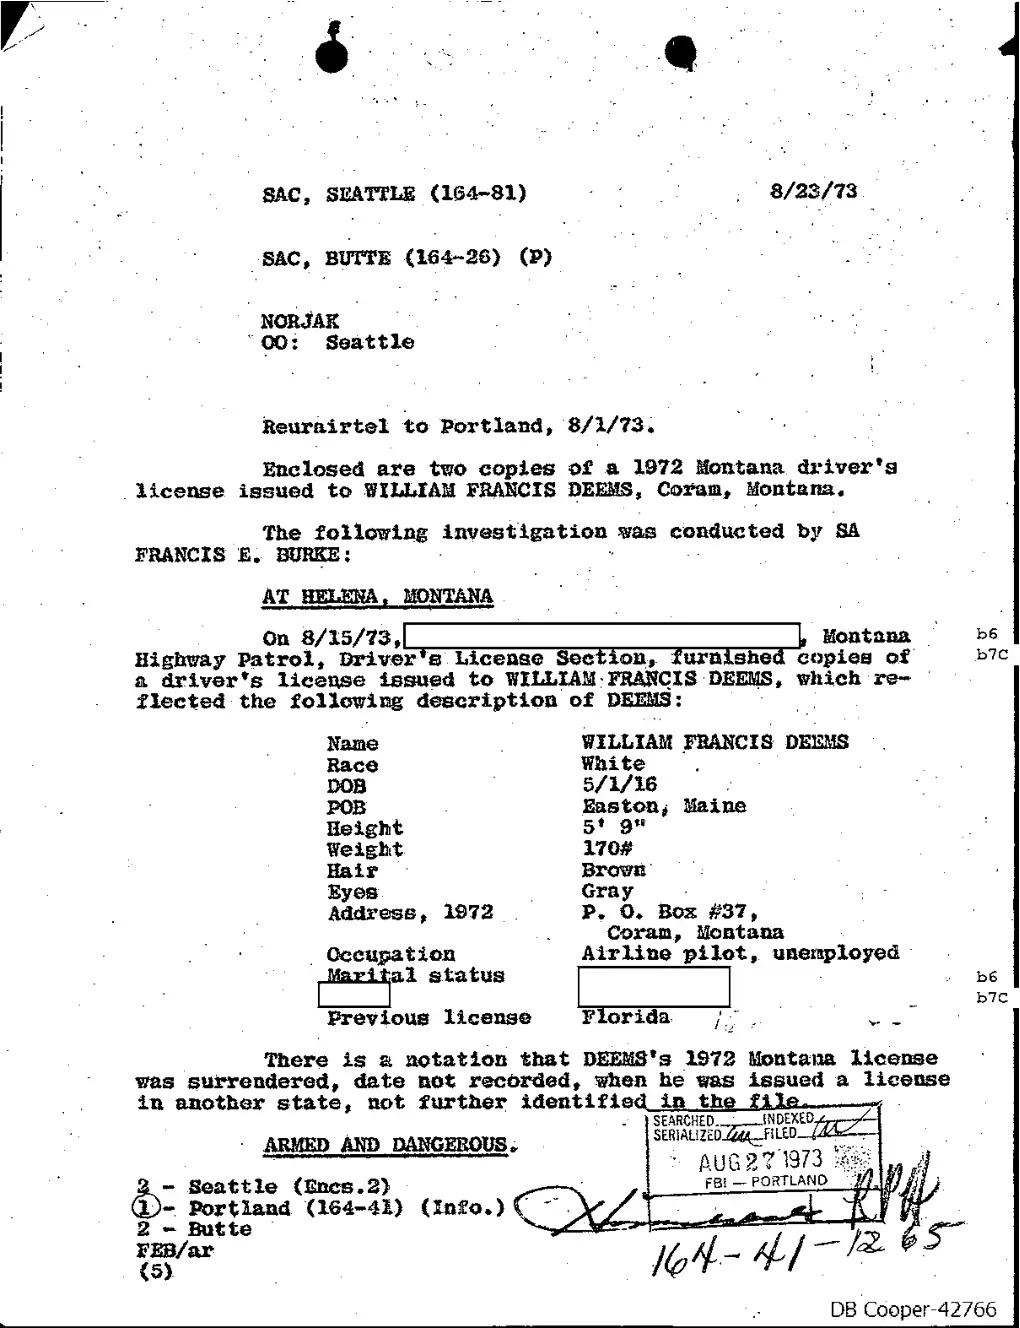 SAC, SEATTLE (164-81) 8/23/73
SAC, BUTTE (164-26) (P)
NORJAK
OO: Seattle
Reurairtel to Portland, 8/1/73.
Enclosed are two copies of a 1972 Montana driver's
license issued to WILLIAM FRANCIS DEEMS, Coram, Montana.
The following investigation was conducted by SA
FRANCIS E. BURKE:
AT HELENA, MONTANA
On 8/15/73, , Montana b6
Highway Patrol, Driver's License Section, furnished copies of b7C
a driver's license issued to WILLIAM FRANCIS DEEMS, which re-
flected the following description of DEEMS:
Name WILLIAM FRANCIS DEEMS
Race White
DOB 5/1/16
POB Easton, Maine
Height 5' 9"
Weight 170#
Hair Brown
Eyes Gray
Address, 1972 P. O. Box #37,
Coram, Montana
Occupation Airline pilot, unemployed
Marital status b6
b7C
Previous license Florida
There is a notation that DEEMS's 1972 Montana license
was surrendered, date not recorded, when he was issued a license
in another state, not further identified in the file.
SEARCHED INDEXED
SERIALIZED FILED
AUG 27 1973
FBI — PORTLAND
ARMED AND DANGEROUS.
2 - Seattle (Encs.2)
1 - Portland (164-41) (Info.)
2 - Butte
FEB/ar
(5)
164-41-1265
DB Cooper-42766